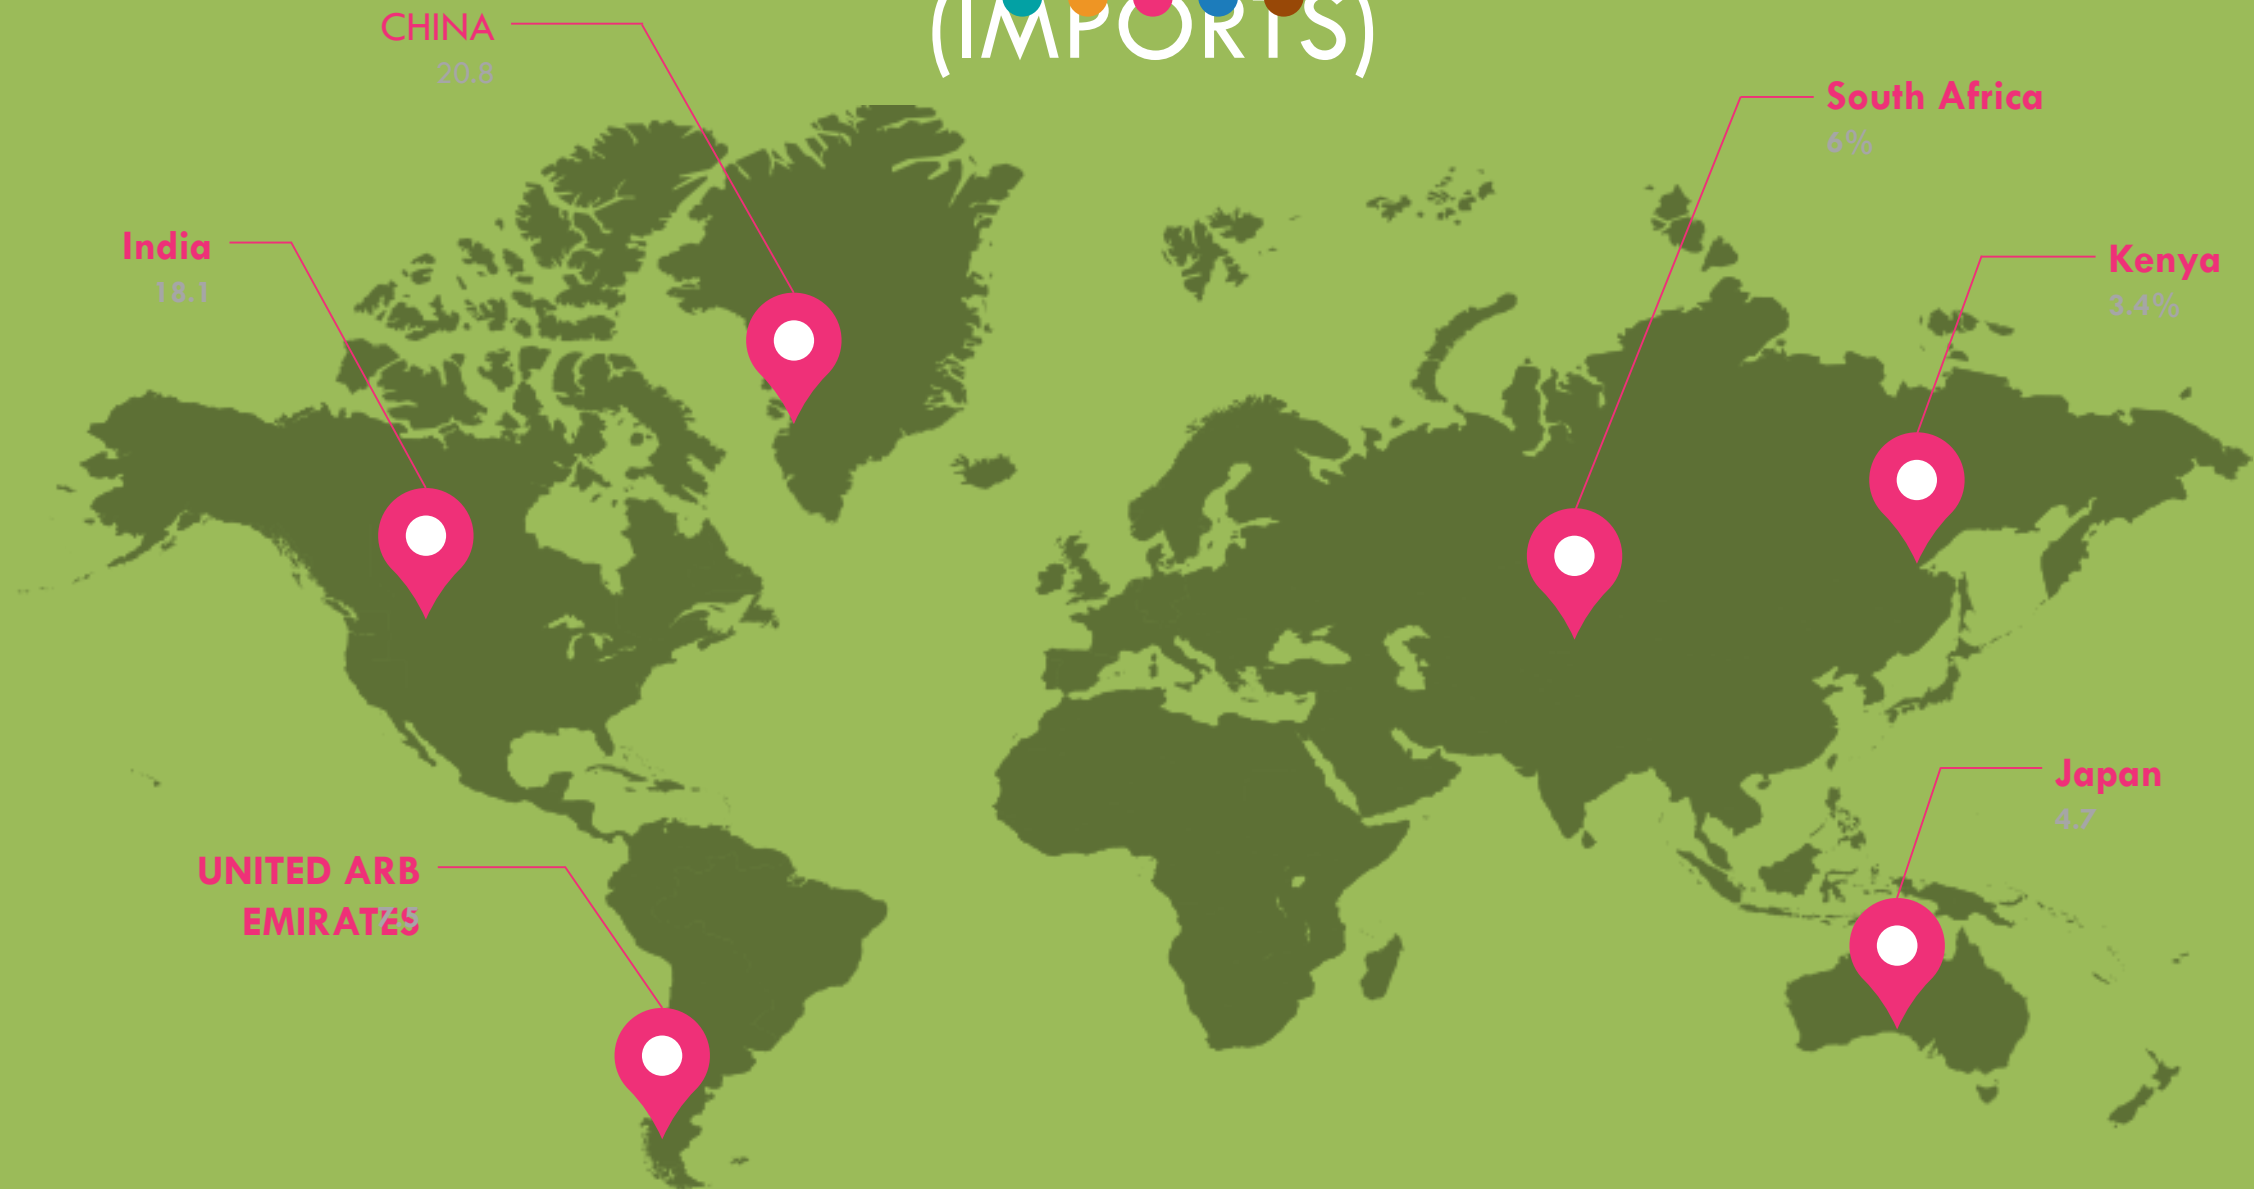 (IMPORTS)
CHINA
20.8
South Africa
6%
India
18.1
Kenya
3.4%
Japan
4.7
UNITED ARB
EMIRATES